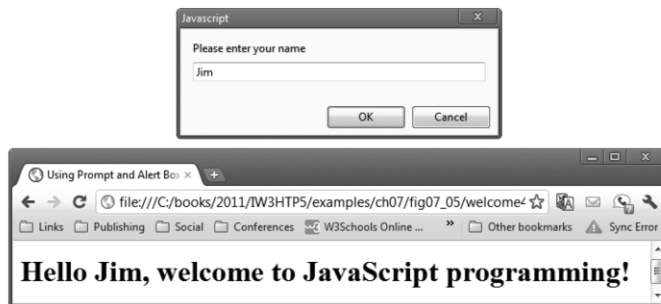 Javascript
Please enter your name
Jim
OK
Cancel
Using Prompt and Alert Bo
file:///C:/books/2011/IW3HTP5/examples/ch07/fig07_05/welcome4
Links Publishing Social Conferences W3Schools Online ... » Other bookmarks Sync Error
Hello Jim, welcome to JavaScript programming!